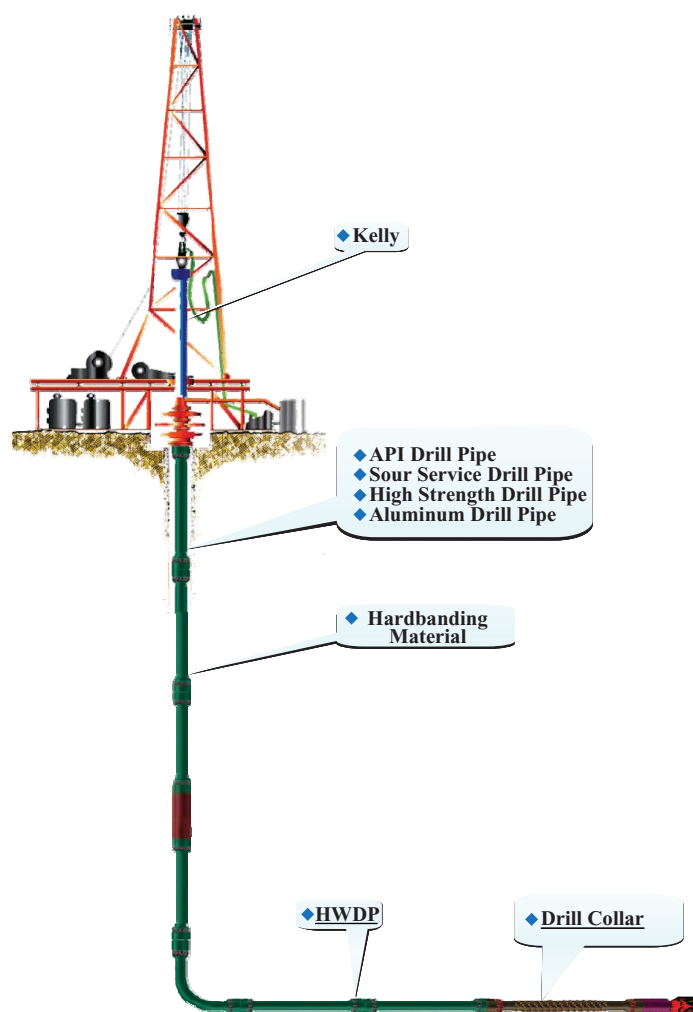 Kelly
API Drill Pipe
Sour Service Drill Pipe
High Strength Drill Pipe
Aluminum Drill Pipe
Hardbanding
Material
HWDP
Drill Collar